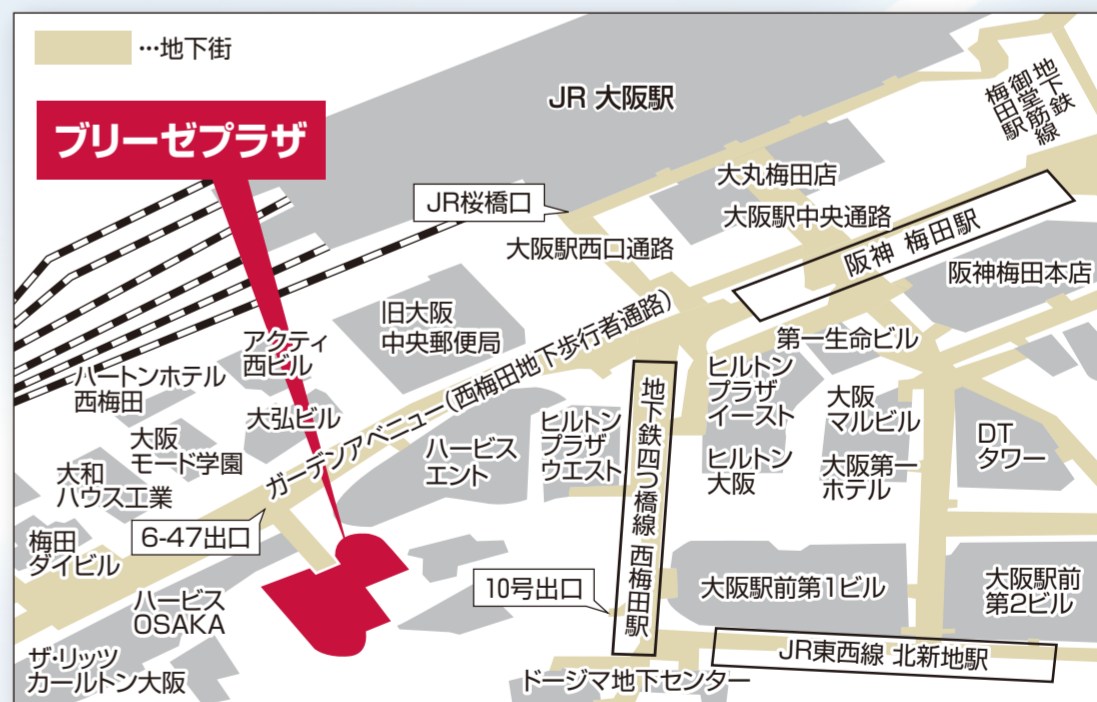 …地下街
ブリーゼプラザ
JR 大阪駅
地下鉄
御堂筋線
梅田駅
JR桜橋口
大丸梅田店
大阪駅中央通路
大阪駅西口通路
阪神 梅田駅
阪神梅田本店
旧大阪
中央郵便局
アクティ
西ビル
ハートンホテル
西梅田
大弘ビル
大阪
モード学園
大和
ハウス工業
ガーデンアベニュー(西梅田地下歩行者通路)
第一生命ビル
ヒルトン
プラザ
イースト
大阪
マルビル
ヒルトン
プラザ
ウエスト
ハービス
エント
地下鉄四つ橋線 西梅田駅
ヒルトン
大阪
大阪第一
ホテル
DT
タワー
6-47出口
梅田
ダイビル
ハービス
OSAKA
10号出口
大阪駅前第1ビル
大阪駅前
第2ビル
JR東西線 北新地駅
ザ・リッツ
カールトン大阪
ドージマ地下センター